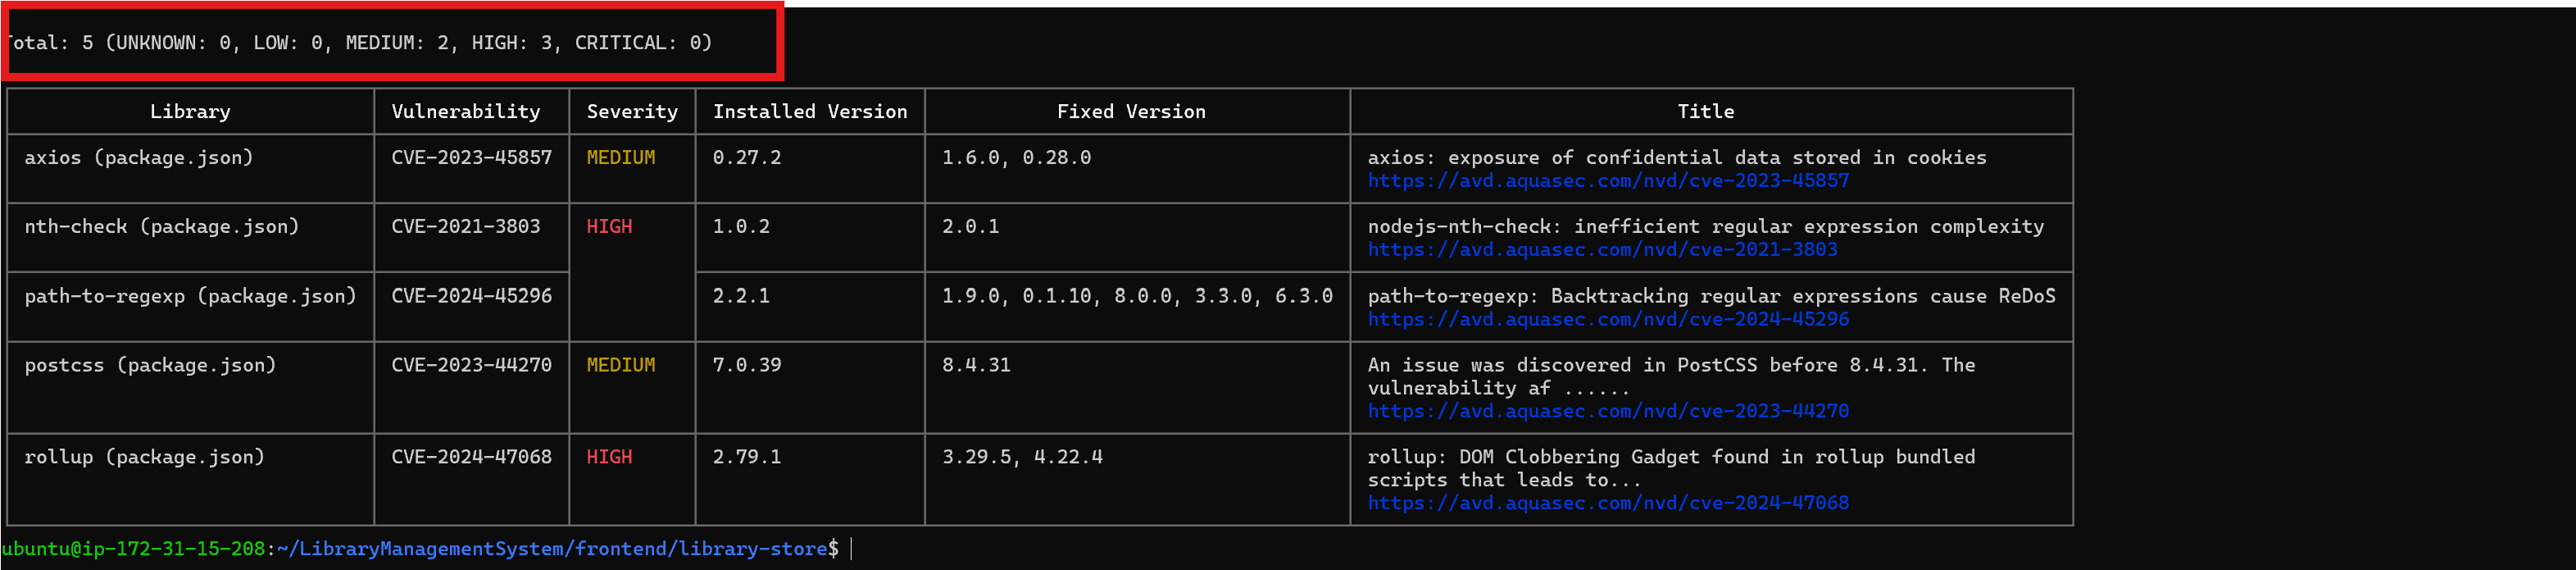 Total: 5 (UNKNOWN: 0, LOW: 0, MEDIUM: 2, HIGH: 3, CRITICAL: 0)
Library Vulnerability Severity Installed Version Fixed Version Title
axios (package.json) CVE-2023-45857 MEDIUM 0.27.2 1.6.0, 0.28.0 axios: exposure of confidential data stored in cookies
https://avd.aquasec.com/nvd/cve-2023-45857
nth-check (package.json) CVE-2021-3803 HIGH 1.0.2 2.0.1 nodejs-nth-check: inefficient regular expression complexity
https://avd.aquasec.com/nvd/cve-2021-3803
path-to-regexp (package.json) CVE-2024-45296 2.2.1 1.9.0, 0.1.10, 8.0.0, 3.3.0, 6.3.0 path-to-regexp: Backtracking regular expressions cause ReDoS
https://avd.aquasec.com/nvd/cve-2024-45296
postcss (package.json) CVE-2023-44270 MEDIUM 7.0.39 8.4.31 An issue was discovered in PostCSS before 8.4.31. The
vulnerability af ......
https://avd.aquasec.com/nvd/cve-2023-44270
rollup (package.json) CVE-2024-47068 HIGH 2.79.1 3.29.5, 4.22.4 rollup: DOM Clobbering Gadget found in rollup bundled
scripts that leads to...
https://avd.aquasec.com/nvd/cve-2024-47068
ubuntu@ip-172-31-15-208:~/LibraryManagementSystem/frontend/library-store$